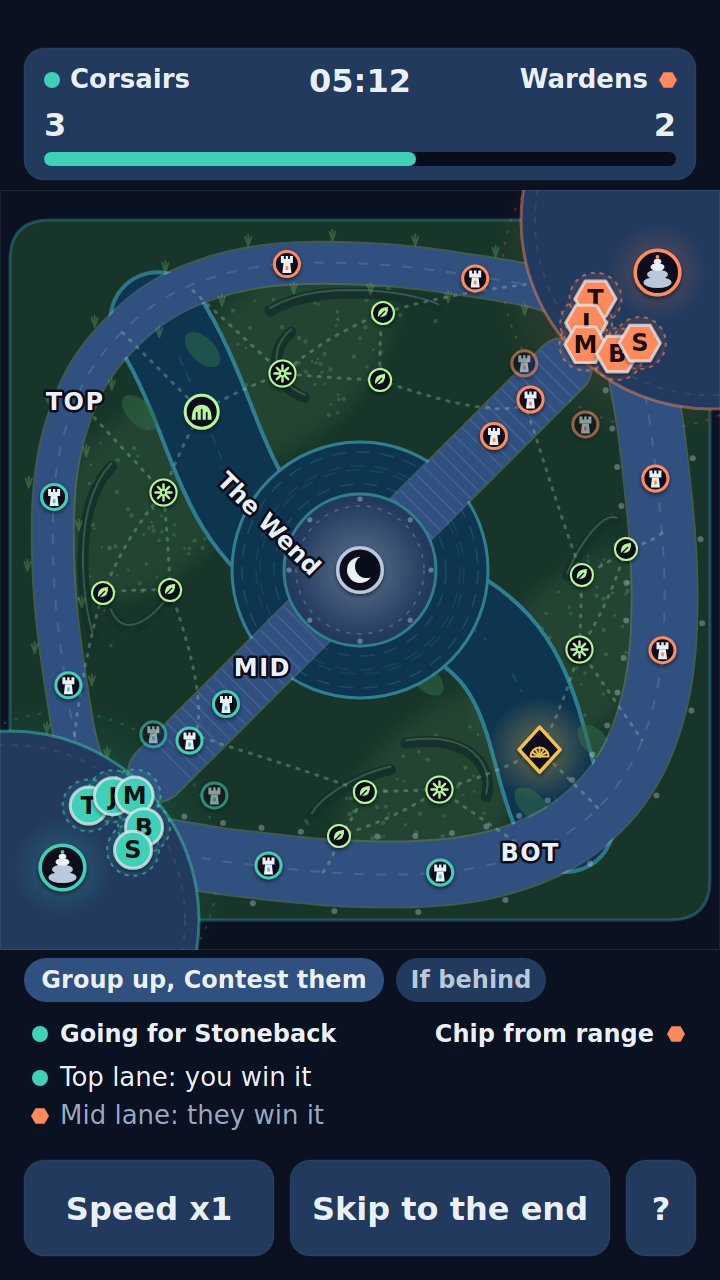 Corsairs 05:12 Wardens
3 2
TOP
The Wend
MID
BOT
T
J
M
B
S
T
J
M
B
S
Group up, Contest them If behind
Going for Stoneback Chip from range
Top lane: you win it
Mid lane: they win it
Speed x1 Skip to the end ?